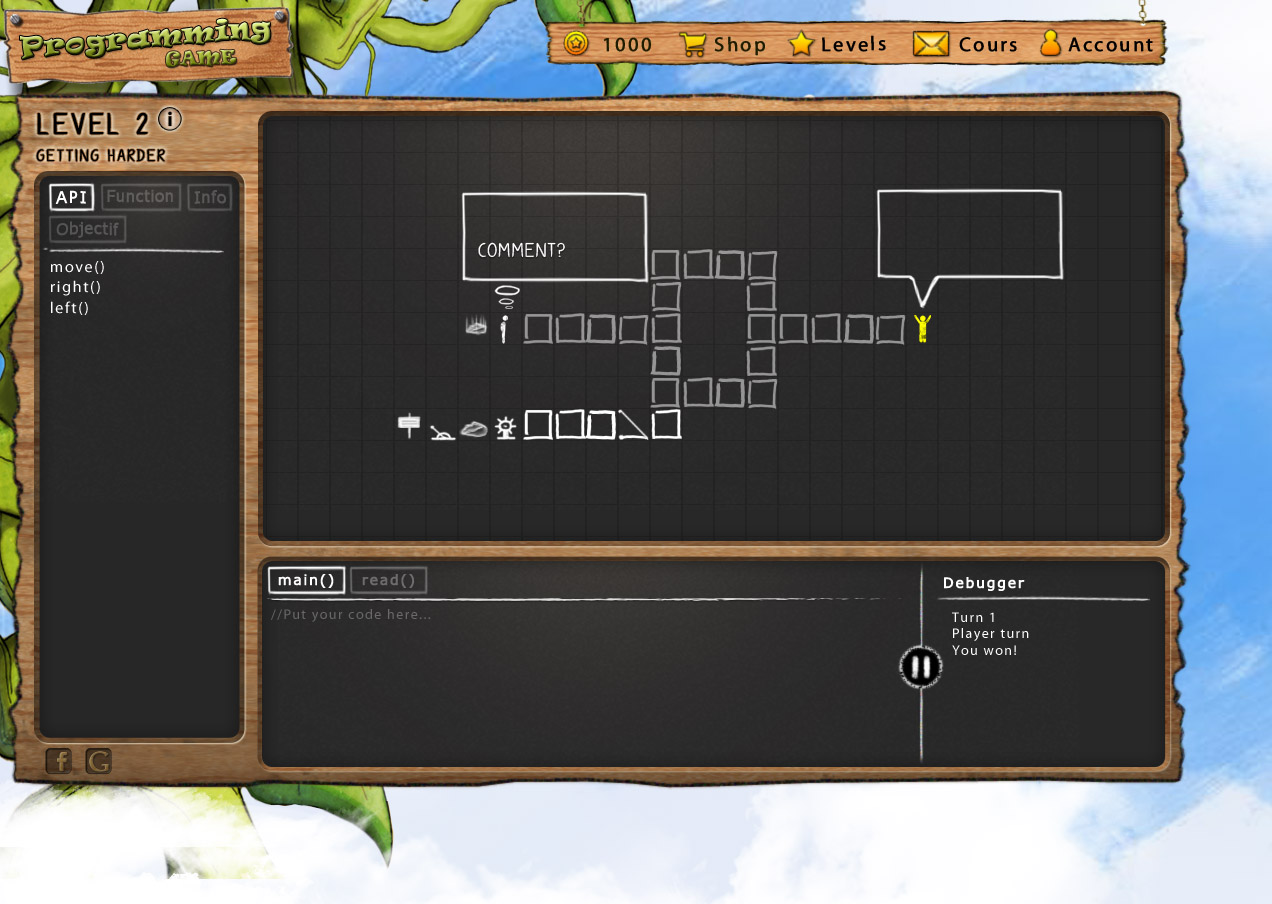 Programming
GAME
1000
Shop
Levels
Cours
Account
LEVEL 2 i
GETTING HARDER
API
Function
Info
Objectif
move()
right()
left()
COMMENT?
main()
read()
//Put your code here...
Debugger
Turn 1
Player turn
You won!
f
G